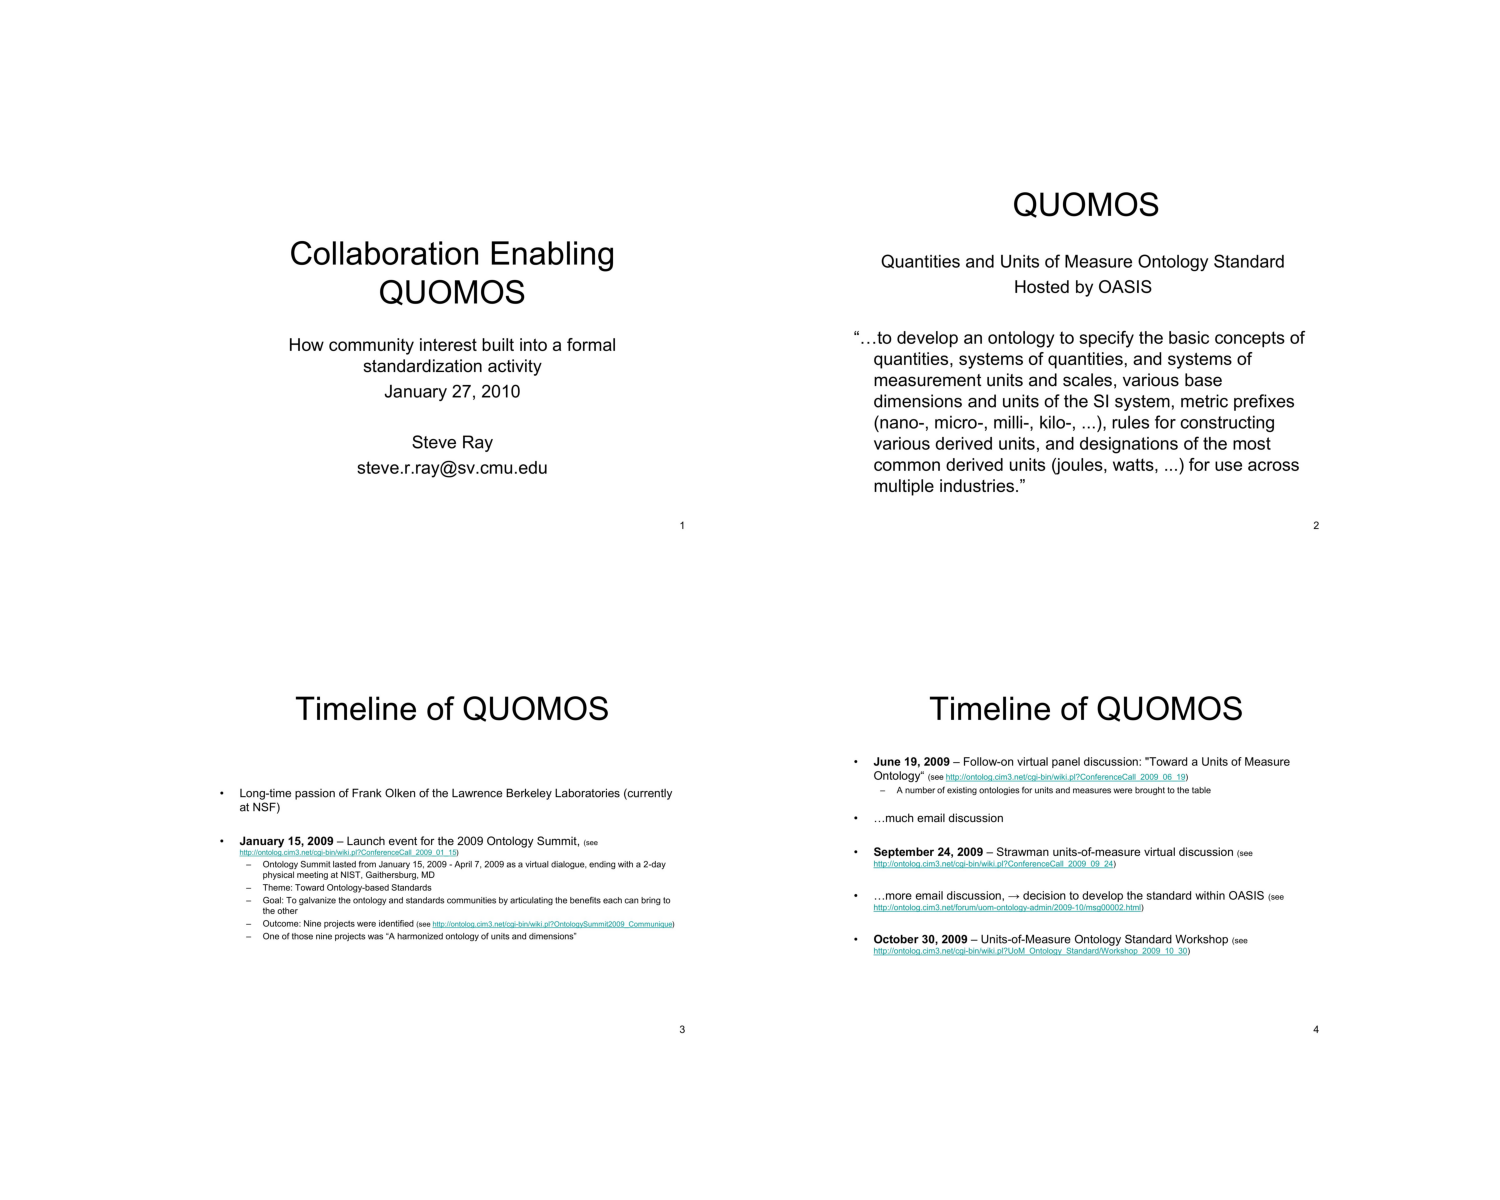 Collaboration Enabling
QUOMOS
How community interest built into a formal
standardization activity
January 27, 2010
Steve Ray
steve.r.ray@sv.cmu.edu
1
QUOMOS
Quantities and Units of Measure Ontology Standard
Hosted by OASIS
“…to develop an ontology to specify the basic concepts of
quantities, systems of quantities, and systems of
measurement units and scales, various base
dimensions and units of the SI system, metric prefixes
(nano-, micro-, milli-, kilo-, ...), rules for constructing
various derived units, and designations of the most
common derived units (joules, watts, ...) for use across
multiple industries.”
2
Timeline of QUOMOS
• Long-time passion of Frank Olken of the Lawrence Berkeley Laboratories (currently
at NSF)
• January 15, 2009 – Launch event for the 2009 Ontology Summit, (see
http://ontolog.cim3.net/cgi-bin/wiki.pl?ConferenceCall_2009_01_15)
– Ontology Summit lasted from January 15, 2009 - April 7, 2009 as a virtual dialogue, ending with a 2-day
physical meeting at NIST, Gaithersburg, MD
– Theme: Toward Ontology-based Standards
– Goal: To galvanize the ontology and standards communities by articulating the benefits each can bring to
the other
– Outcome: Nine projects were identified (see http://ontolog.cim3.net/cgi-bin/wiki.pl?OntologySummit2009_Communique)
– One of those nine projects was “A harmonized ontology of units and dimensions”
3
Timeline of QUOMOS
• June 19, 2009 – Follow-on virtual panel discussion: "Toward a Units of Measure
Ontology“ (see http://ontolog.cim3.net/cgi-bin/wiki.pl?ConferenceCall_2009_06_19)
– A number of existing ontologies for units and measures were brought to the table
• …much email discussion
• September 24, 2009 – Strawman units-of-measure virtual discussion (see
http://ontolog.cim3.net/cgi-bin/wiki.pl?ConferenceCall_2009_09_24)
• …more email discussion, → decision to develop the standard within OASIS (see
http://ontolog.cim3.net/forum/uom-ontology-admin/2009-10/msg00002.html)
• October 30, 2009 – Units-of-Measure Ontology Standard Workshop (see
http://ontolog.cim3.net/cgi-bin/wiki.pl?UoM_Ontology_Standard/Workshop_2009_10_30)
4